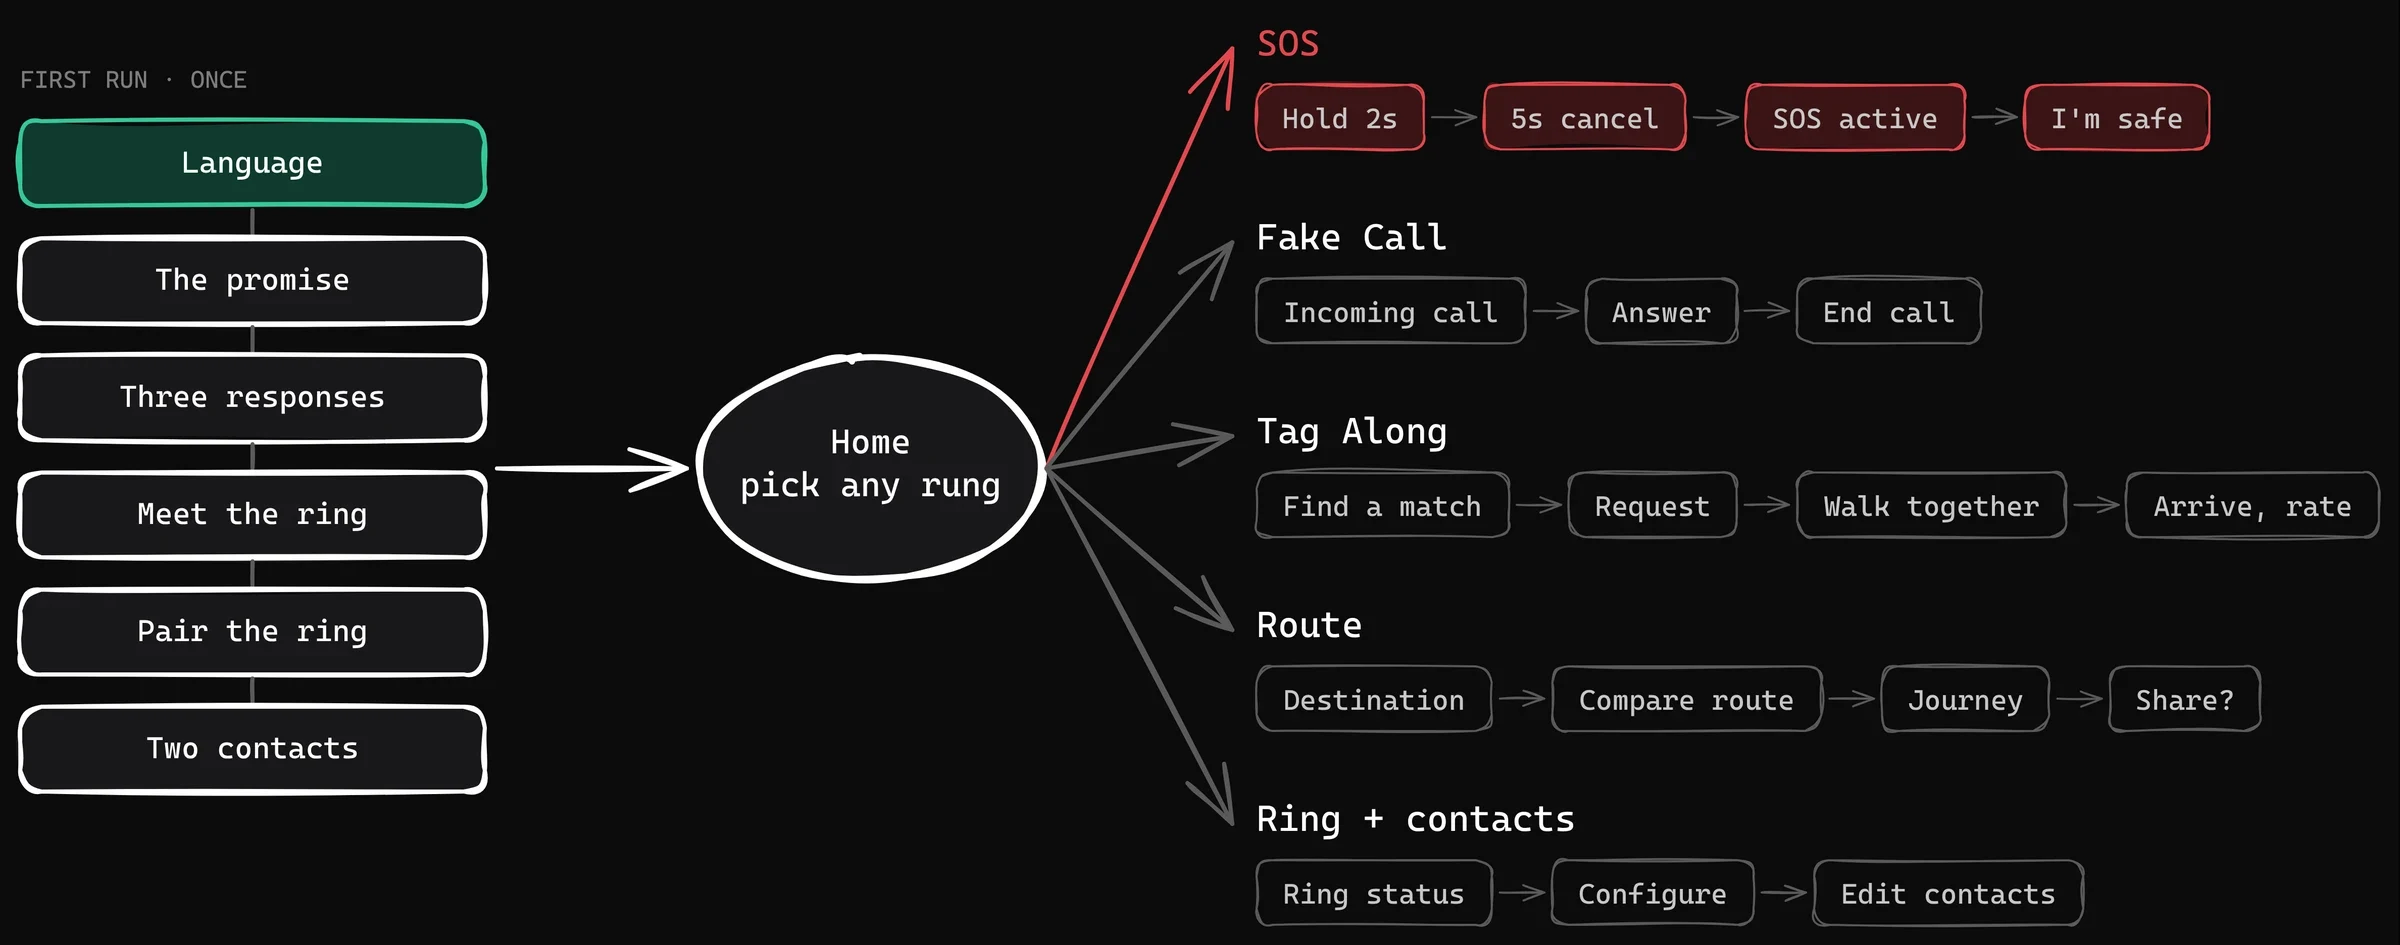 FIRST RUN · ONCE
Language
The promise
Three responses
Meet the ring
Pair the ring
Two contacts
Home
pick any rung
SOS
Hold 2s
5s cancel
SOS active
I'm safe
Fake Call
Incoming call
Answer
End call
Tag Along
Find a match
Request
Walk together
Arrive, rate
Route
Destination
Compare route
Journey
Share?
Ring + contacts
Ring status
Configure
Edit contacts